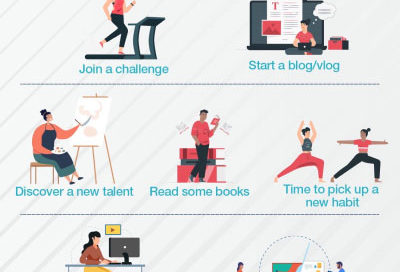 T
Join a challenge
Start a blog/vlog
Discover a new talent
Read some books
Time to pick up a
new habit